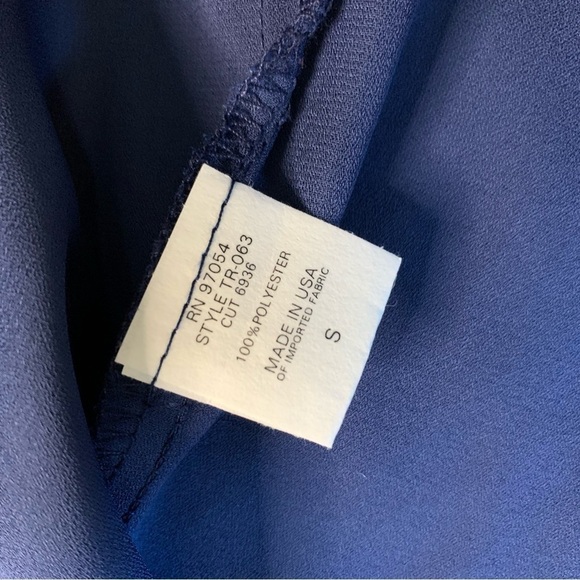 RN 97054
STYLE TR-063
CUT 6936
100%POLYESTER
MADE IN USA
OF IMPORTED FABRIC
S